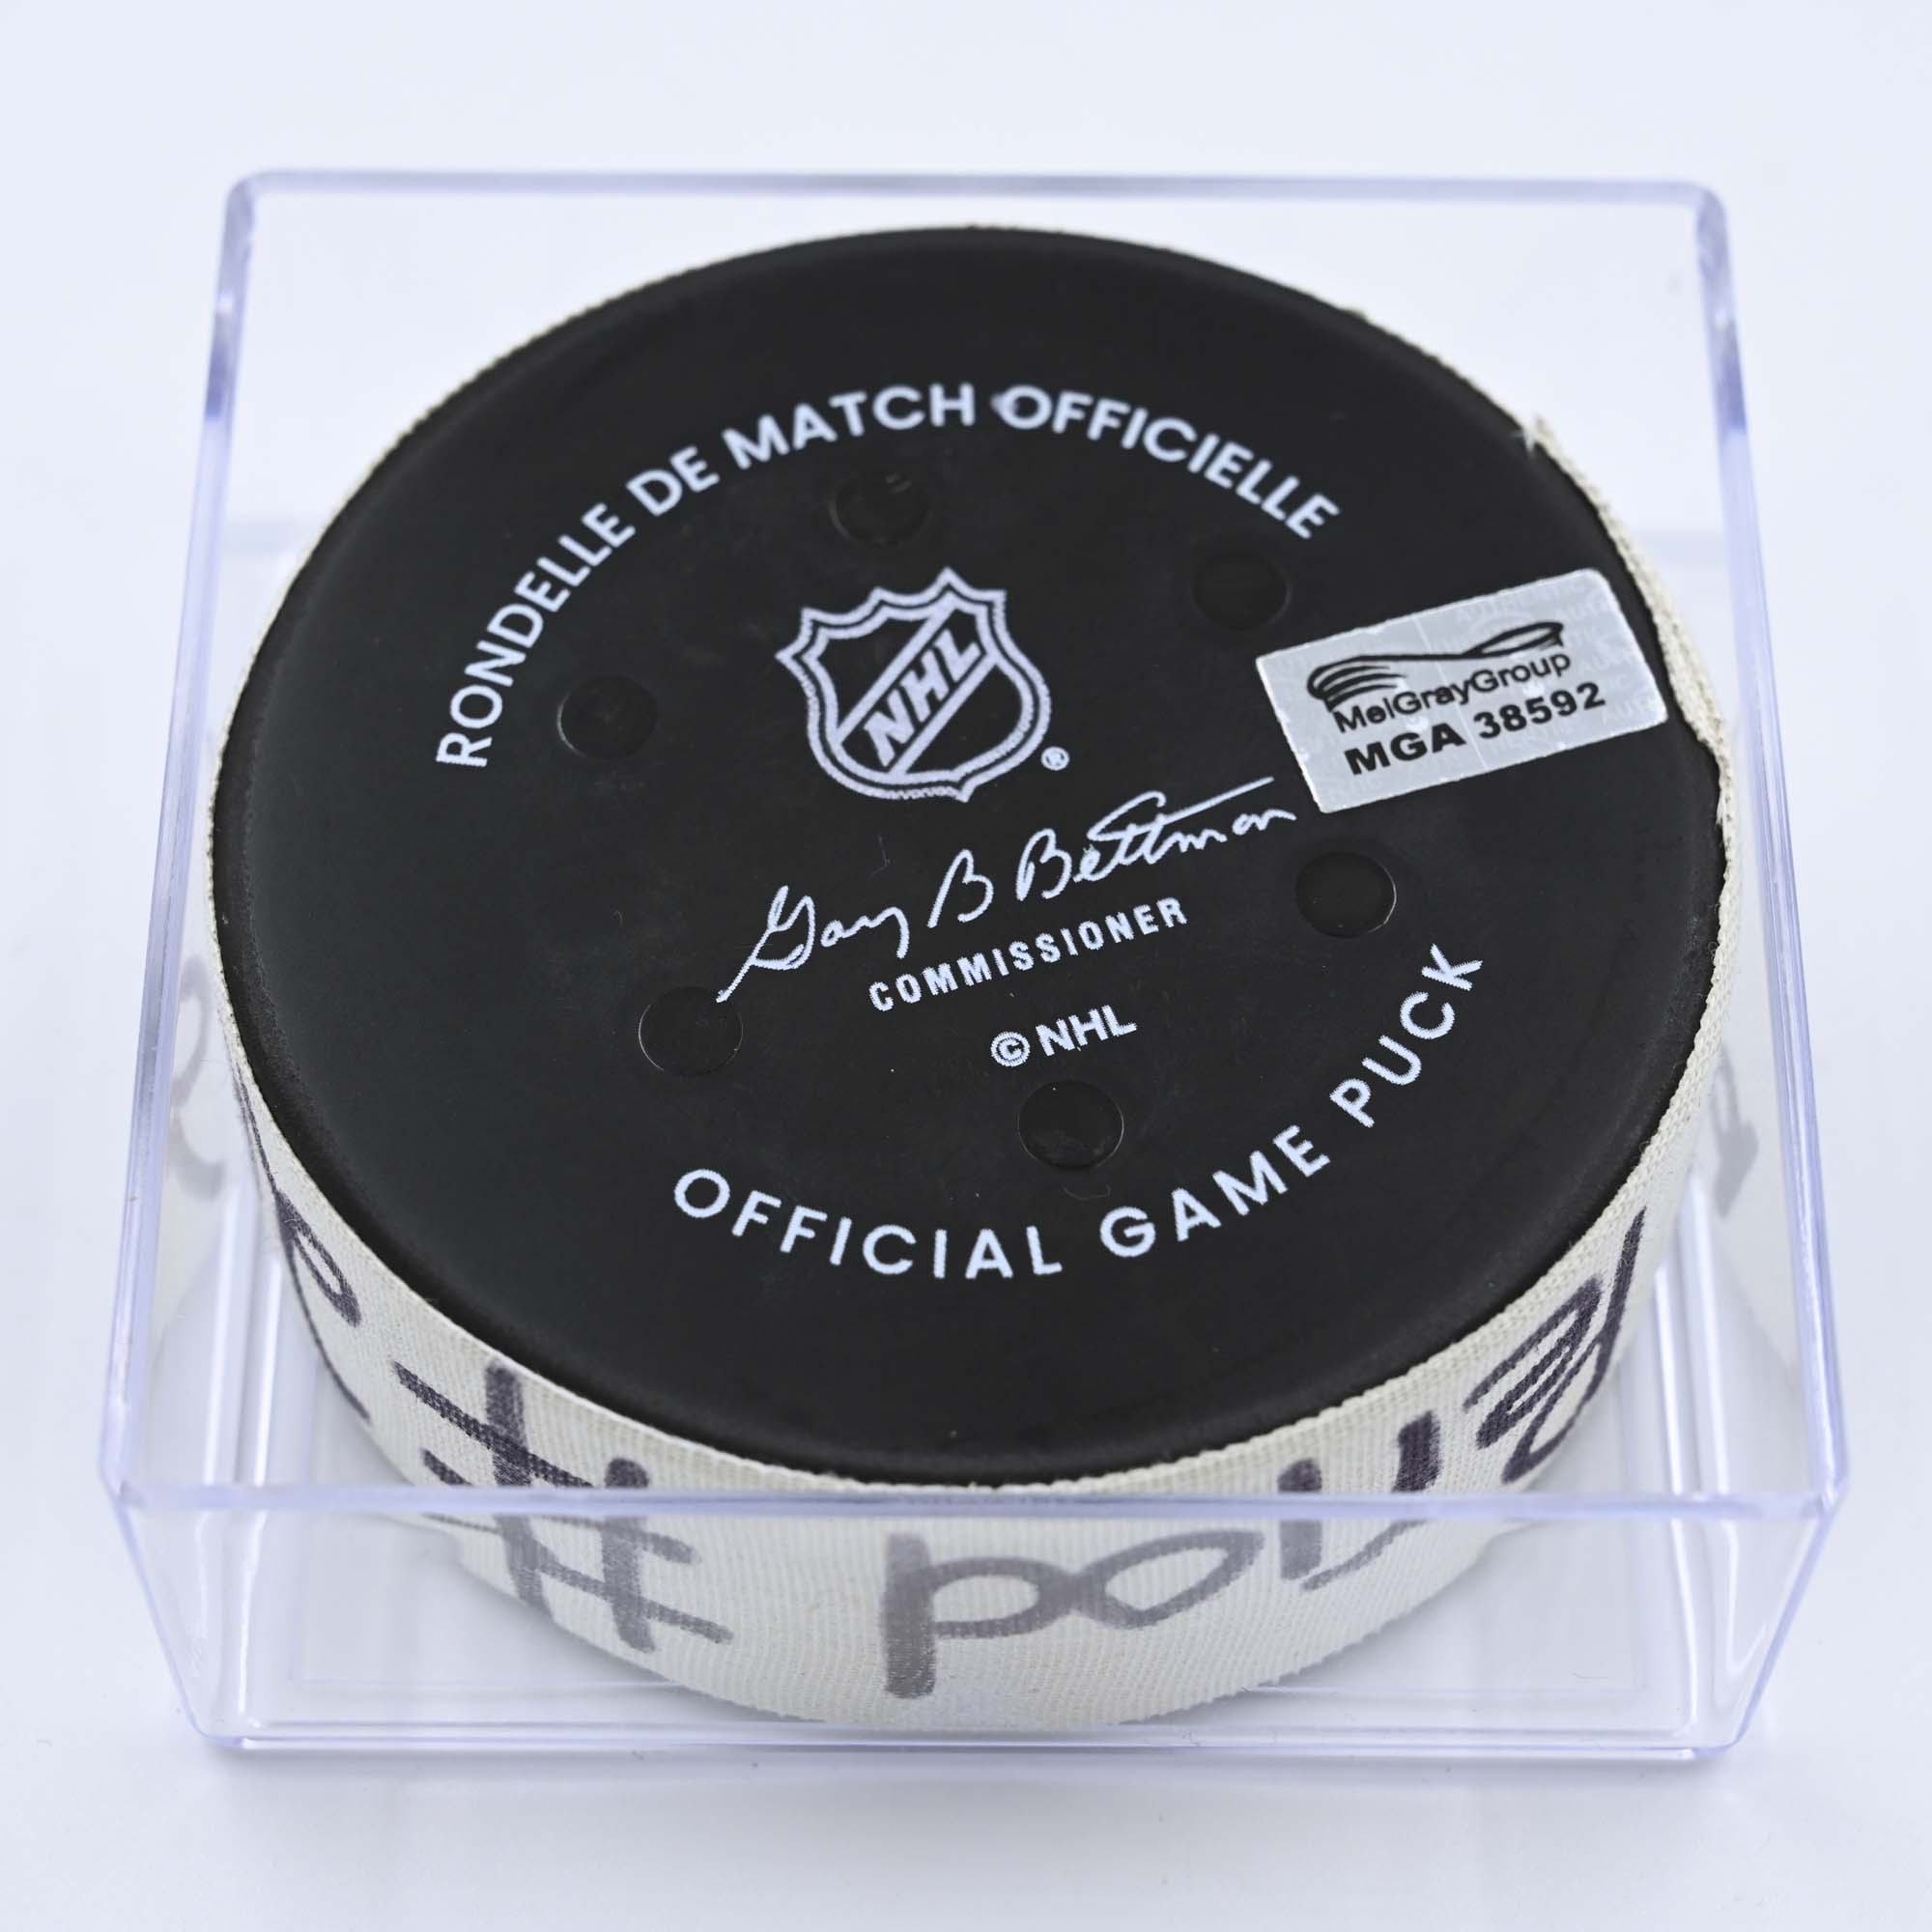 RONDELLE DE MATCH OFFICIELLE
NHL
®
MeiGrayGroup
MGA 38592
Gary B Bettman
COMMISSIONER
© NHL
OFFICIAL GAME PUCK
#